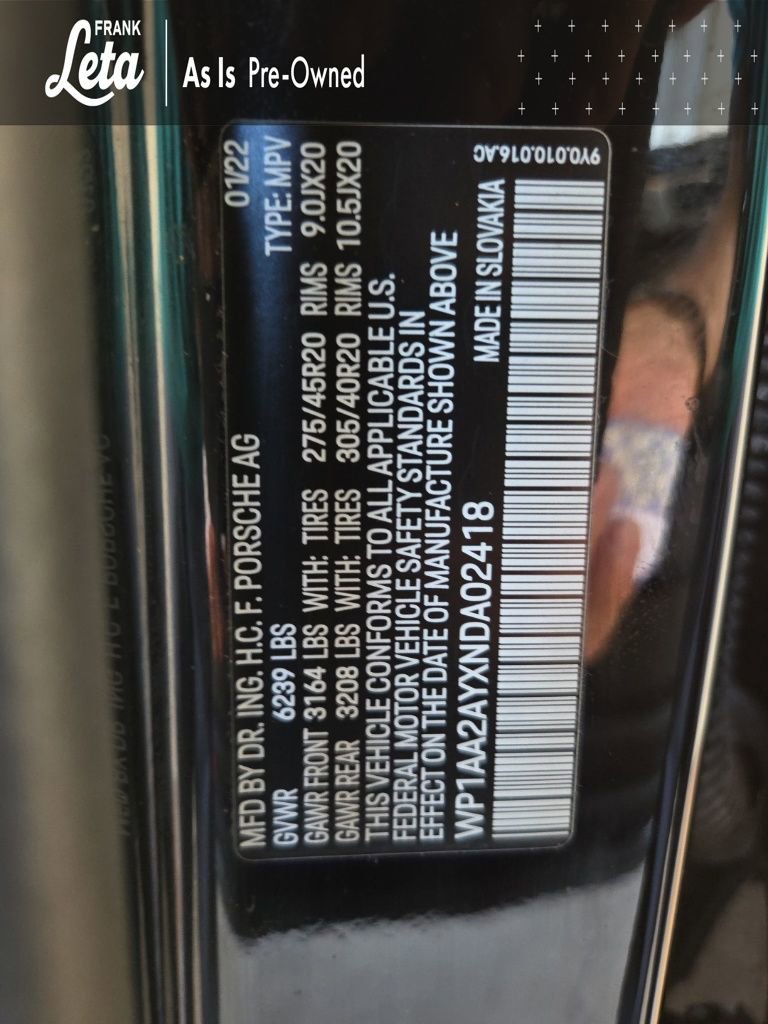 FRANK
Leta
As Is Pre-Owned
MFD BY DR. ING. H.C. F. PORSCHE AG 01/22
GVWR 6239 LBS TYPE: MPV
GAWR FRONT 3164 LBS WITH: TIRES 275/45R20 RIMS 9.0JX20
GAWR REAR 3208 LBS WITH: TIRES 305/40R20 RIMS 10.5JX20
THIS VEHICLE CONFORMS TO ALL APPLICABLE U.S.
FEDERAL MOTOR VEHICLE SAFETY STANDARDS IN
EFFECT ON THE DATE OF MANUFACTURE SHOWN ABOVE
WP1AA2AYXNDA02418 MADE IN SLOVAKIA
9Y0.010.016.AC